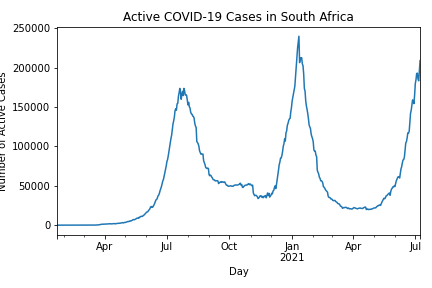 Active COVID-19 Cases in South Africa
Number of Active Cases
250000
200000
150000
100000
50000
0
Apr
Jul
Oct
Jan
2021
Apr
Jul
Day